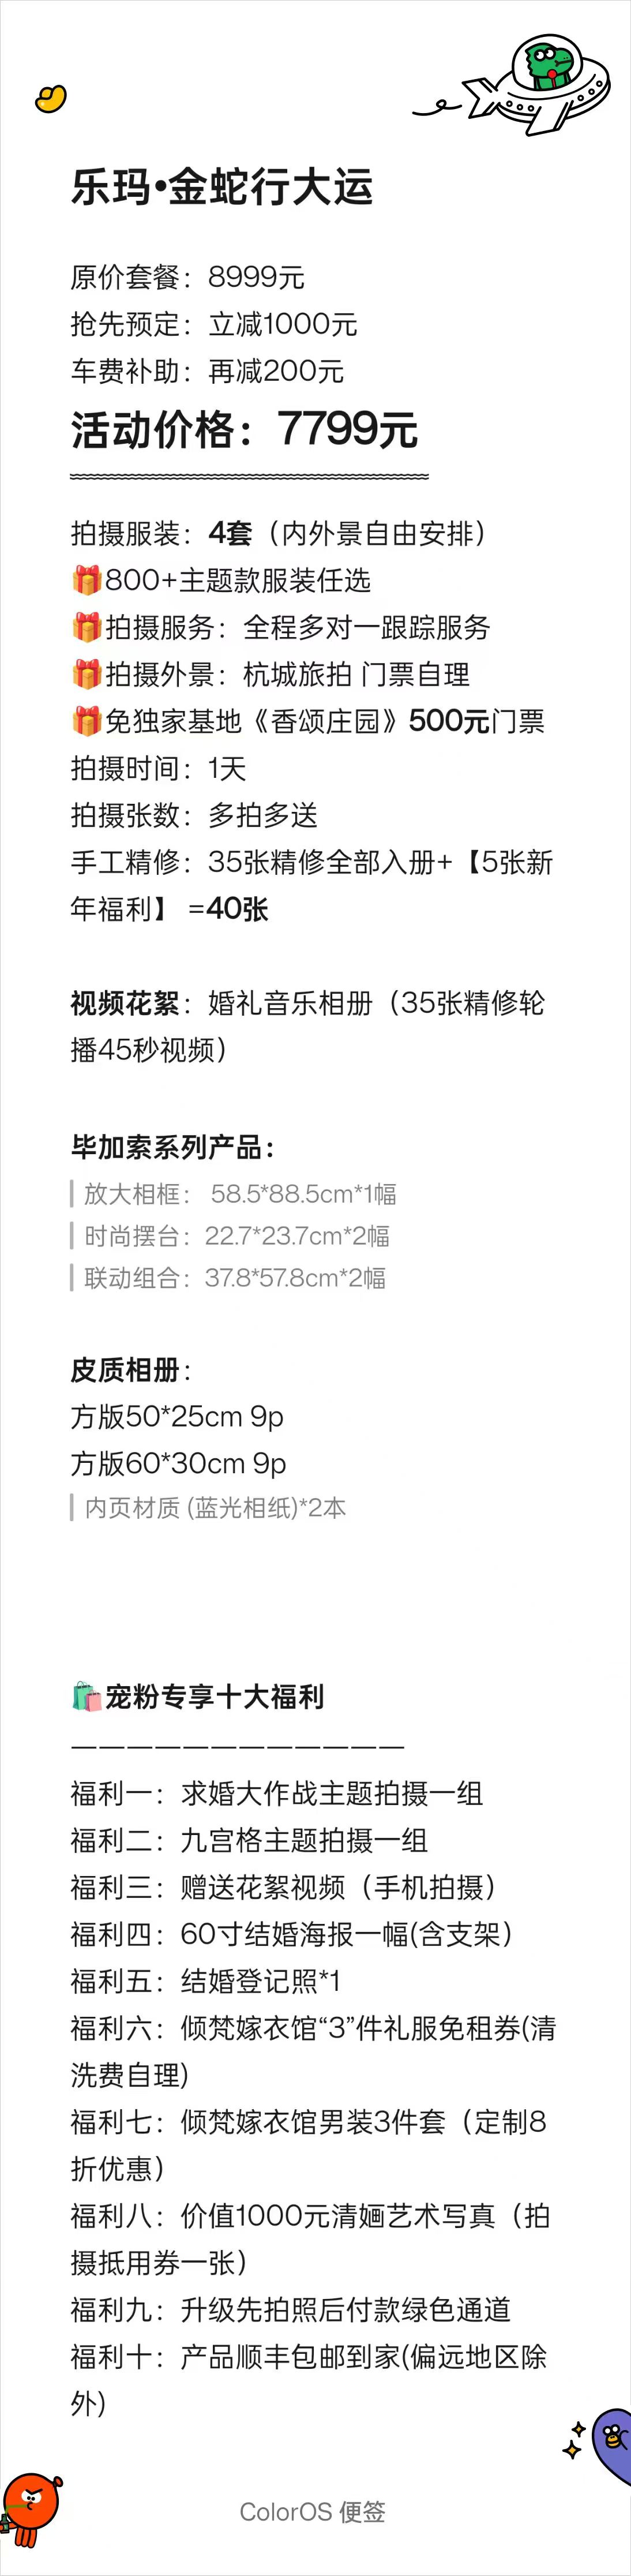 乐玛•金蛇行大运
原价套餐：8999元
抢先预定：立减1000元
车费补助：再减200元
活动价格：7799元
拍摄服装：4套（内外景自由安排）
🎁800+主题款服装任选
🎁拍摄服务：全程多对一跟踪服务
🎁拍摄外景：杭城旅拍 门票自理
🎁免独家基地《香颂庄园》500元门票
拍摄时间：1天
拍摄张数：多拍多送
手工精修：35张精修全部入册+【5张新
年福利】 =40张
视频花絮：婚礼音乐相册（35张精修轮
播45秒视频）
毕加索系列产品：
放大相框： 58.5*88.5cm*1幅
时尚摆台：22.7*23.7cm*2幅
联动组合：37.8*57.8cm*2幅
皮质相册：
方版50*25cm 9p
方版60*30cm 9p
内页材质 (蓝光相纸)*2本
🛍️宠粉专享十大福利
————————————
福利一：求婚大作战主题拍摄一组
福利二：九宫格主题拍摄一组
福利三：赠送花絮视频（手机拍摄）
福利四：60寸结婚海报一幅(含支架）
福利五：结婚登记照*1
福利六：倾梵嫁衣馆“3”件礼服免租券(清
洗费自理)
福利七：倾梵嫁衣馆男装3件套（定制8
折优惠）
福利八：价值1000元清婳艺术写真（拍
摄抵用券一张）
福利九：升级先拍照后付款绿色通道
福利十：产品顺丰包邮到家(偏远地区除
外)
ColorOS 便签